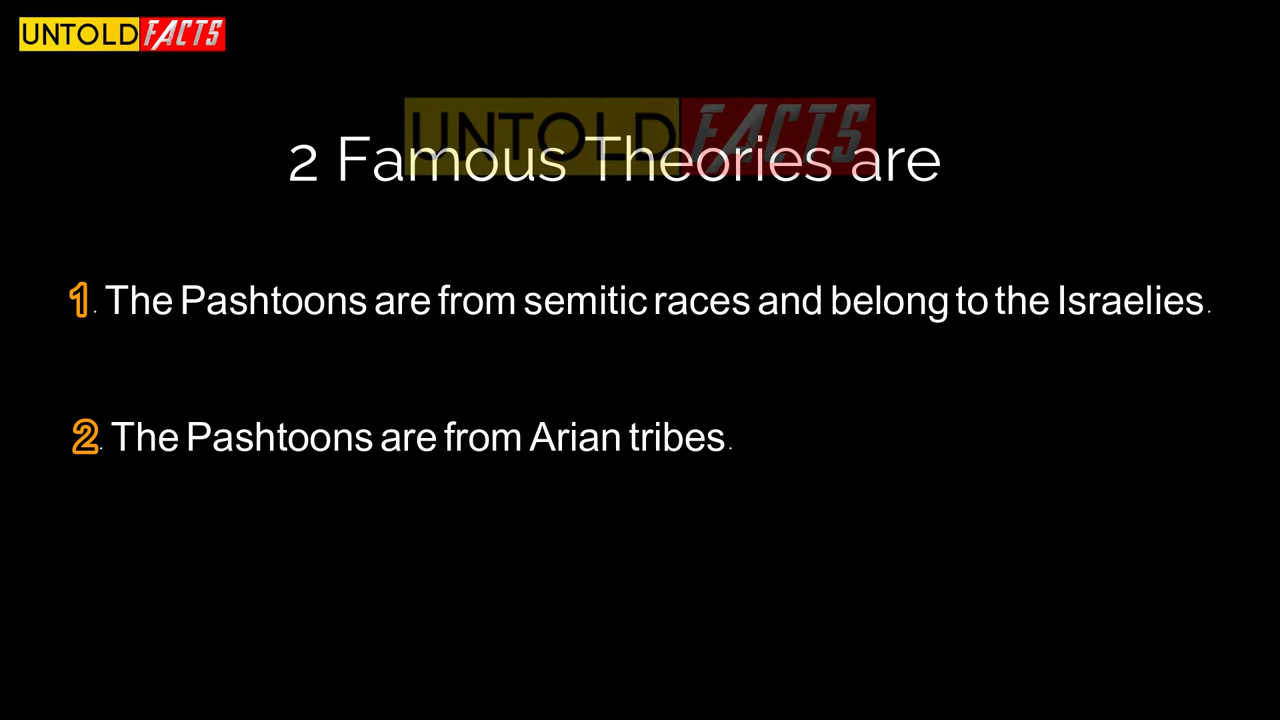 UNTOLD FACTS
UNTOLD FACTS
2 Famous Theories are
1. The Pashtoons are from semitic races and belong to the Israelies.
2. The Pashtoons are from Arian tribes.